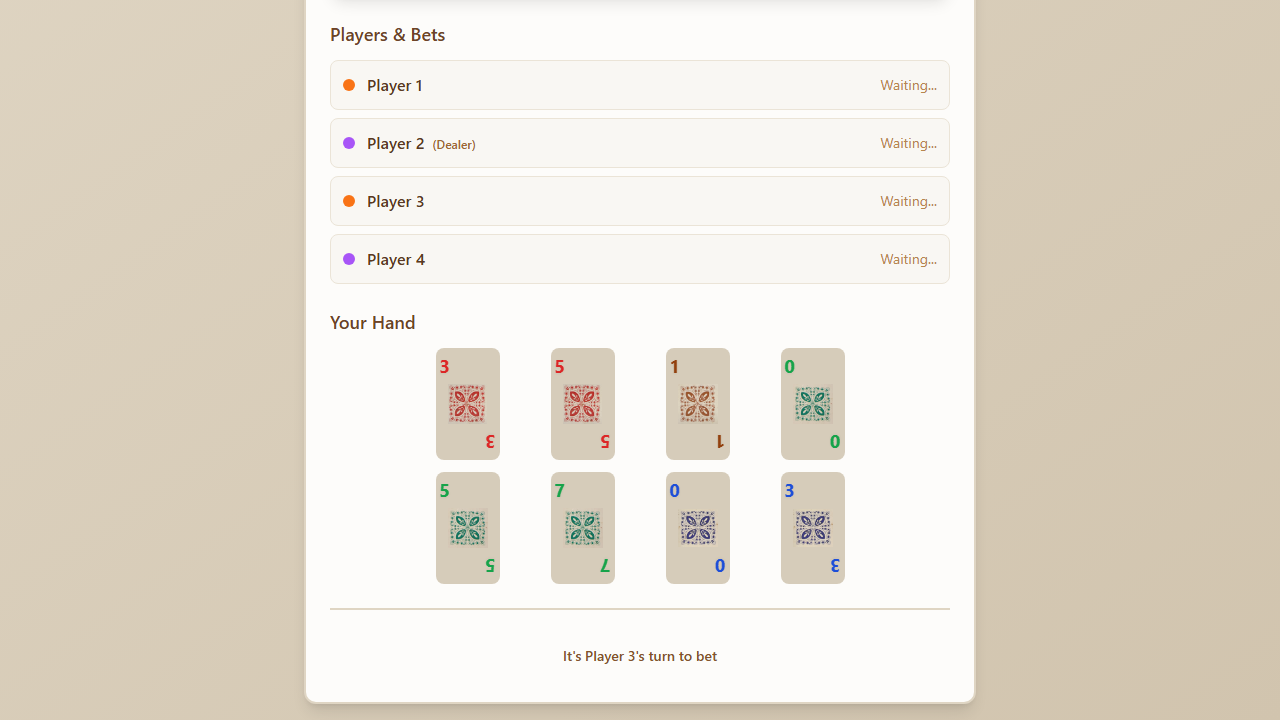 Players & Bets
Player 1 Waiting...
Player 2 (Dealer) Waiting...
Player 3 Waiting...
Player 4 Waiting...
Your Hand
3 5 1 0
3 5 1 0
5 7 0 3
5 7 0 3
It's Player 3's turn to bet